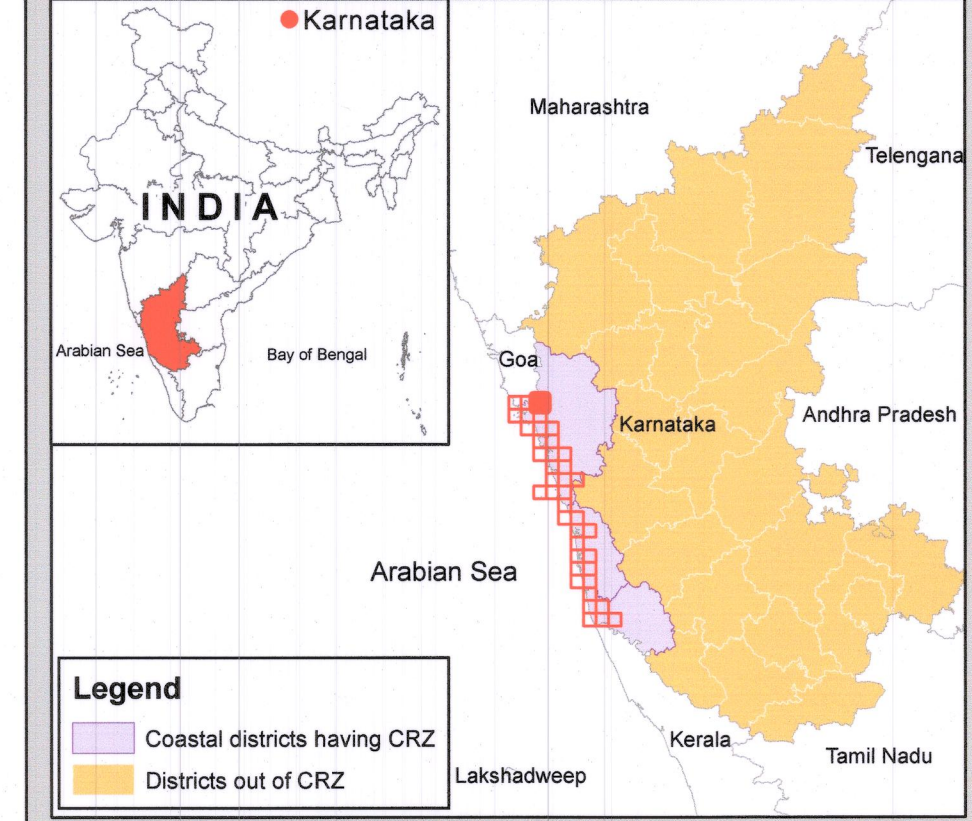 Karnataka
INDIA
Arabian Sea
Bay of Bengal
Maharashtra
Telengana
Goa
Karnataka
Andhra Pradesh
Arabian Sea
Kerala
Tamil Nadu
Lakshadweep
Legend
Coastal districts having CRZ
Districts out of CRZ